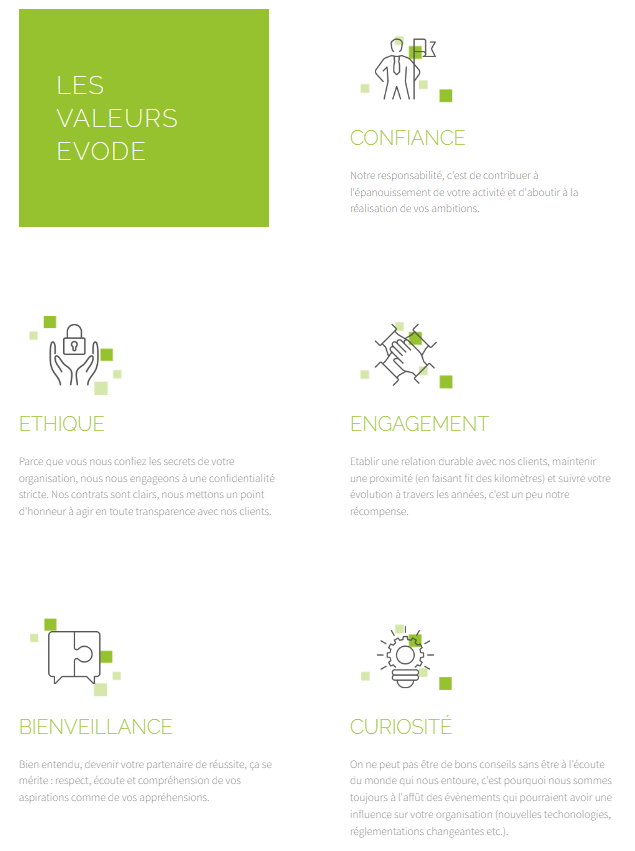 LES
VALEURS
EVODE
CONFIANCE
Notre responsabilité, c'est de contribuer à
l'épanouissement de votre activité et d'aboutir à la
réalisation de vos ambitions.
ETHIQUE
Parce que vous nous confiez les secrets de votre
organisation, nous nous engageons à une confidentialité
stricte. Nos contrats sont clairs, nous mettons un point
d'honneur à agir en toute transparence avec nos clients.
ENGAGEMENT
Etablir une relation durable avec nos clients, maintenir
une proximité (en faisant fit des kilomètres) et suivre votre
évolution à travers les années, c'est un peu notre
récompense.
BIENVEILLANCE
Bien entendu, devenir votre partenaire de réussite, ça se
mérite : respect, écoute et compréhension de vos
aspirations comme de vos appréhensions.
CURIOSITÉ
On ne peut pas être de bons conseils sans être à l'écoute
du monde qui nous entoure, c'est pourquoi nous sommes
toujours à l'affût des évènements qui pourraient avoir une
influence sur votre organisation (nouvelles techonologies,
réglementations changeantes etc.).